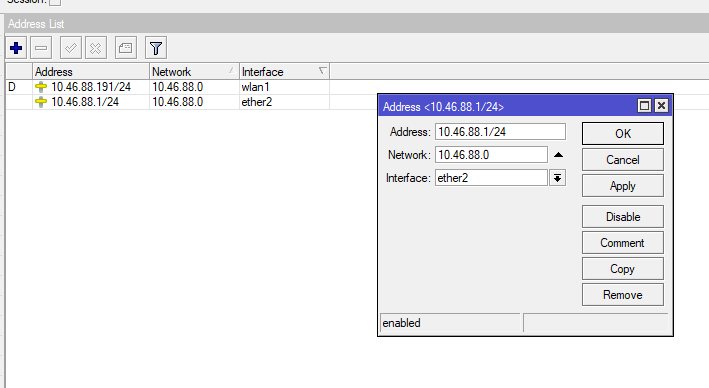 Session:
Address List
Address Network Interface
D 10.46.88.191/24 10.46.88.0 wlan1
10.46.88.1/24 10.46.88.0 ether2
Address <10.46.88.1/24>
Address: 10.46.88.1/24
Network: 10.46.88.0
Interface: ether2
OK
Cancel
Apply
Disable
Comment
Copy
Remove
enabled